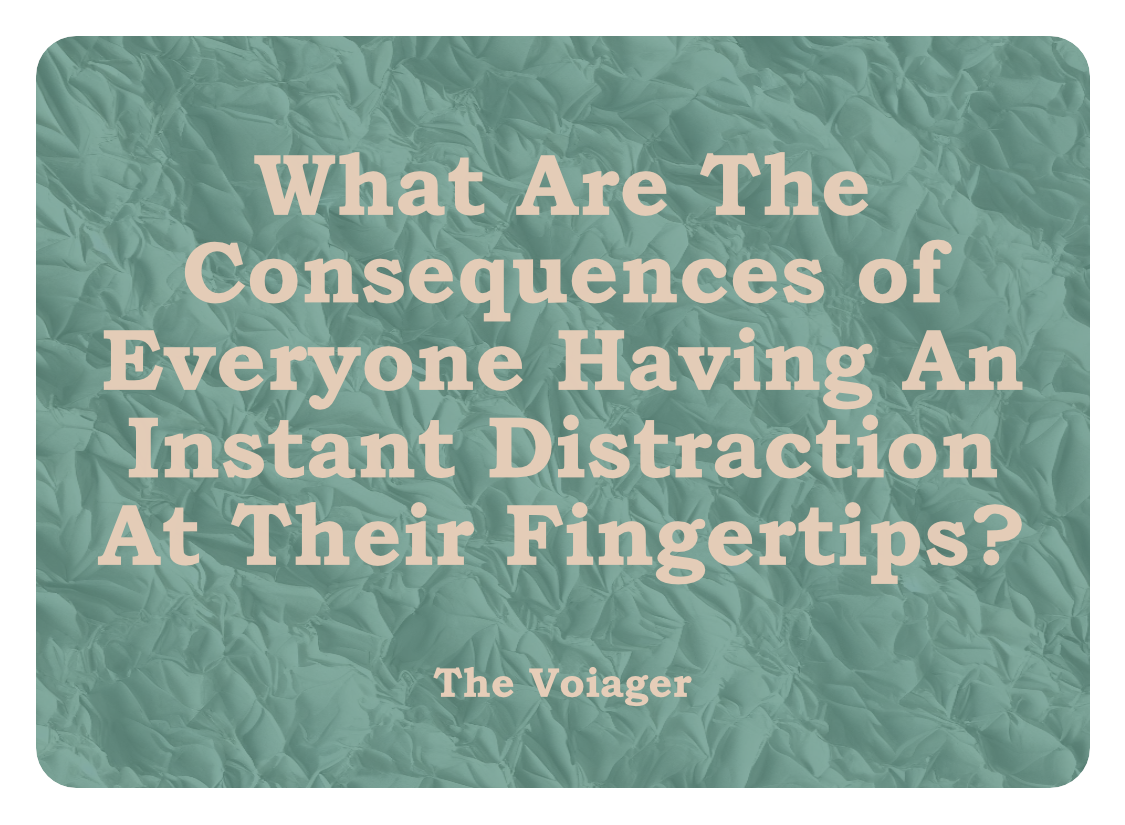 What Are The
Consequences of
Everyone Having An
Instant Distraction
At Their Fingertips?
The Voiager